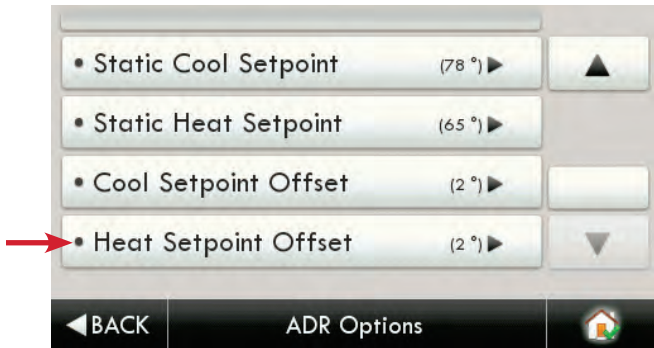 • Static Cool Setpoint (78 °)▶
• Static Heat Setpoint (65 °)▶
• Cool Setpoint Offset (2 °)▶
• Heat Setpoint Offset (2 °)▶
◀BACK ADR Options